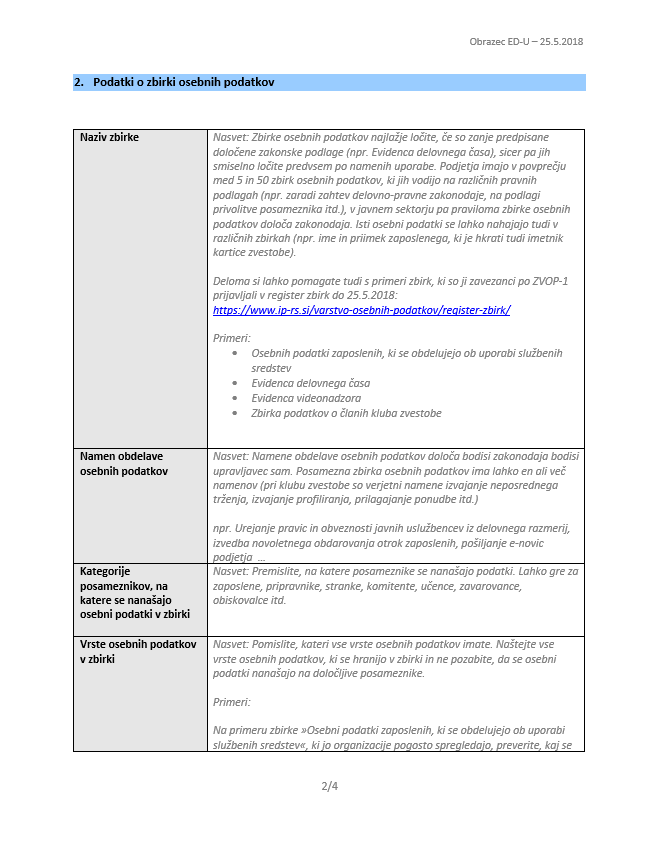 Obrazec ED-U – 25.5.2018
2. Podatki o zbirki osebnih podatkov
Naziv zbirke
Nasvet: Zbirke osebnih podatkov najlažje ločite, če so zanje predpisane
določene zakonske podlage (npr. Evidenca delovnega časa), sicer pa jih
smiselno ločite predvsem po namenih uporabe. Podjetja imajo v povprečju
med 5 in 50 zbirk osebnih podatkov, ki jih vodijo na različnih pravnih
podlagah (npr. zaradi zahtev delovno-pravne zakonodaje, na podlagi
privolitve posameznika itd.), v javnem sektorju pa praviloma zbirke osebnih
podatkov določa zakonodaja. Isti osebni podatki se lahko nahajajo tudi v
različnih zbirkah (npr. ime in priimek zaposlenega, ki je hkrati tudi imetnik
kartice zvestobe).
Deloma si lahko pomagate tudi s primeri zbirk, ki so ji zavezanci po ZVOP-1
prijavljali v register zbirk do 25.5.2018:
https://www.ip-rs.si/varstvo-osebnih-podatkov/register-zbirk/
Primeri:
• Osebnih podatki zaposlenih, ki se obdelujejo ob uporabi službenih
sredstev
• Evidenca delovnega časa
• Evidenca videonadzora
• Zbirka podatkov o članih kluba zvestobe
Namen obdelave
osebnih podatkov
Nasvet: Namene obdelave osebnih podatkov določa bodisi zakonodaja bodisi
upravljavec sam. Posamezna zbirka osebnih podatkov ima lahko en ali več
namenov (pri klubu zvestobe so verjetni namene izvajanje neposrednega
trženja, izvajanje profiliranja, prilagajanje ponudbe itd.)
npr. Urejanje pravic in obveznosti javnih uslužbencev iz delovnega razmerij,
izvedba novoletnega obdarovanja otrok zaposlenih, pošiljanje e-novic
podjetja ...
Kategorije
posameznikov, na
katere se nanašajo
osebni podatki v zbirki
Nasvet: Premislite, na katere posameznike se nanašajo podatki. Lahko gre za
zaposlene, pripravnike, stranke, komitente, učence, zavarovance,
obiskovalce itd.
Vrste osebnih podatkov
v zbirki
Nasvet: Pomislite, kateri vse vrste osebnih podatkov imate. Naštejte vse
vrste osebnih podatkov, ki se hranijo v zbirki in ne pozabite, da se osebni
podatki nanašajo na določljive posameznike.
Primeri:
Na primeru zbirke »Osebni podatki zaposlenih, ki se obdelujejo ob uporabi
službenih sredstev«, ki jo organizacije pogosto spregledajo, preverite, kaj se
2/4